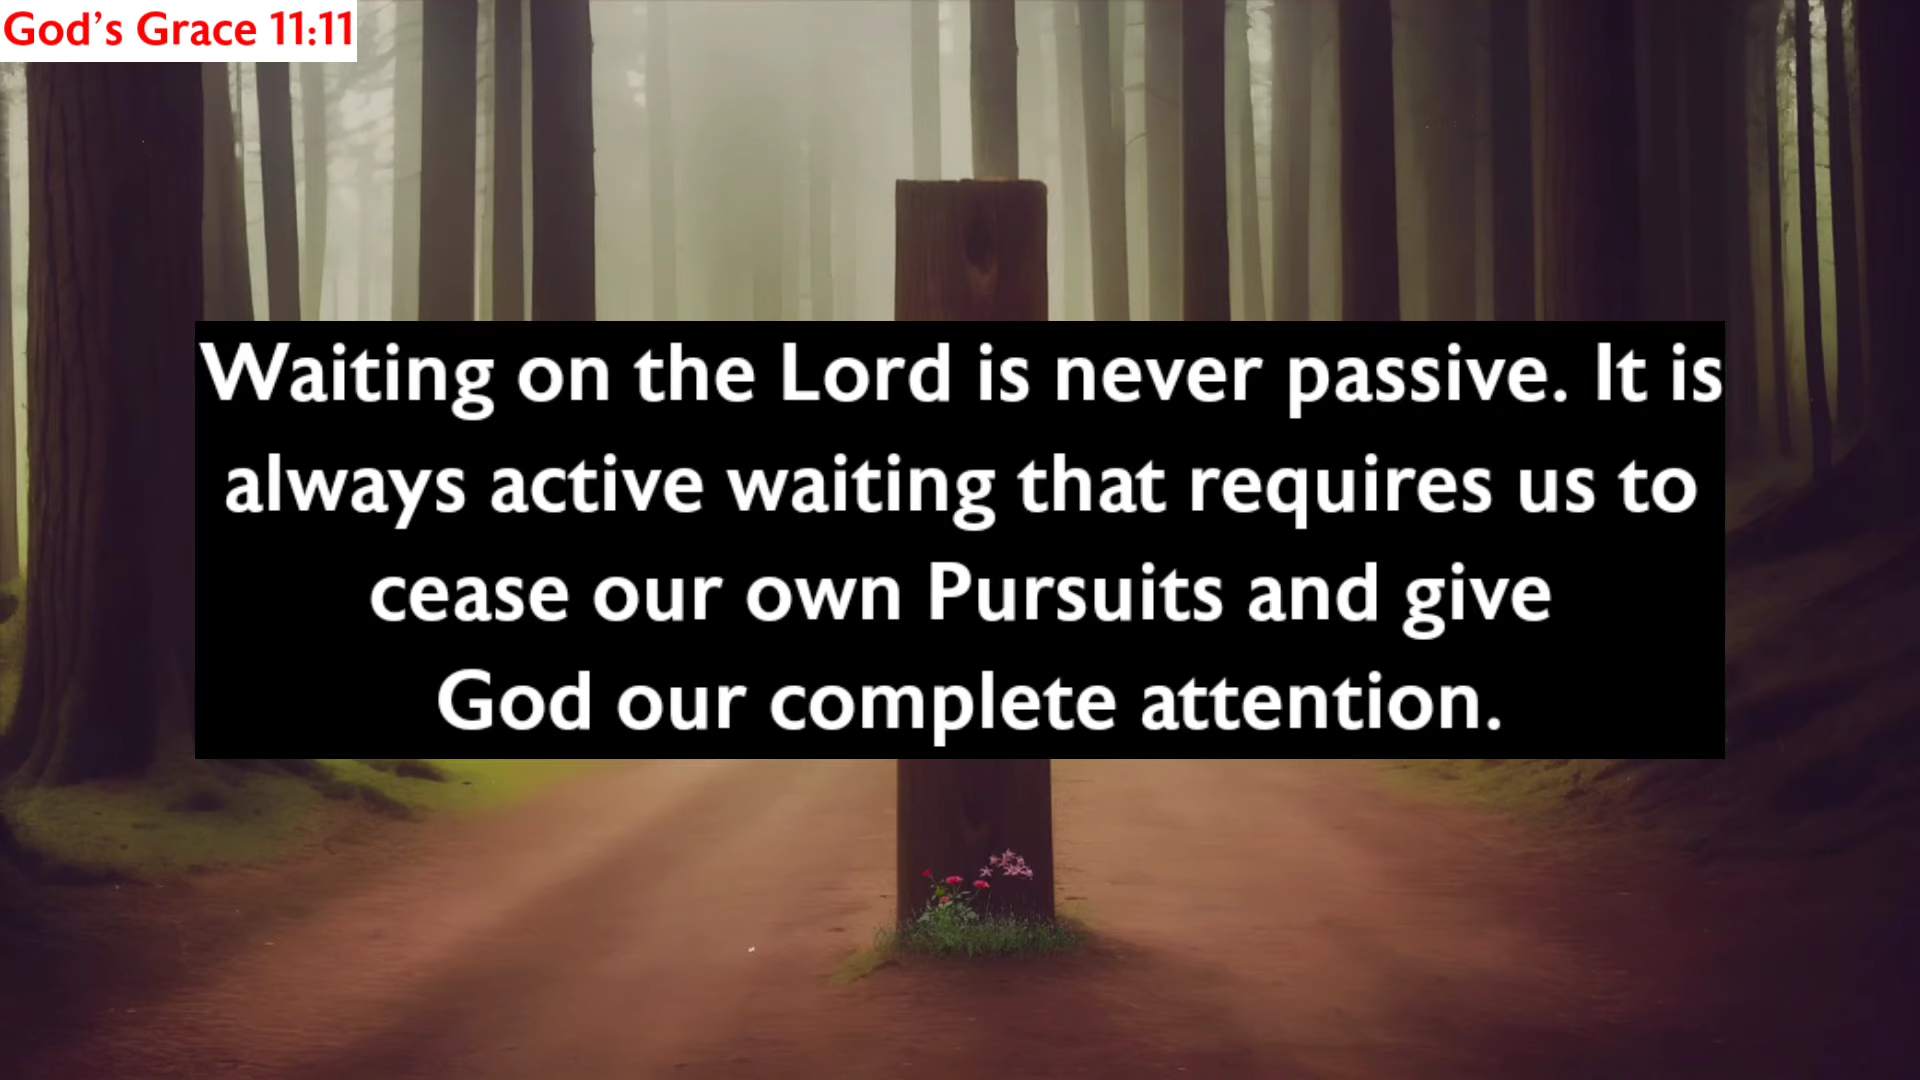 God’s Grace 11:11
Waiting on the Lord is never passive. It is
always active waiting that requires us to
cease our own Pursuits and give
God our complete attention.